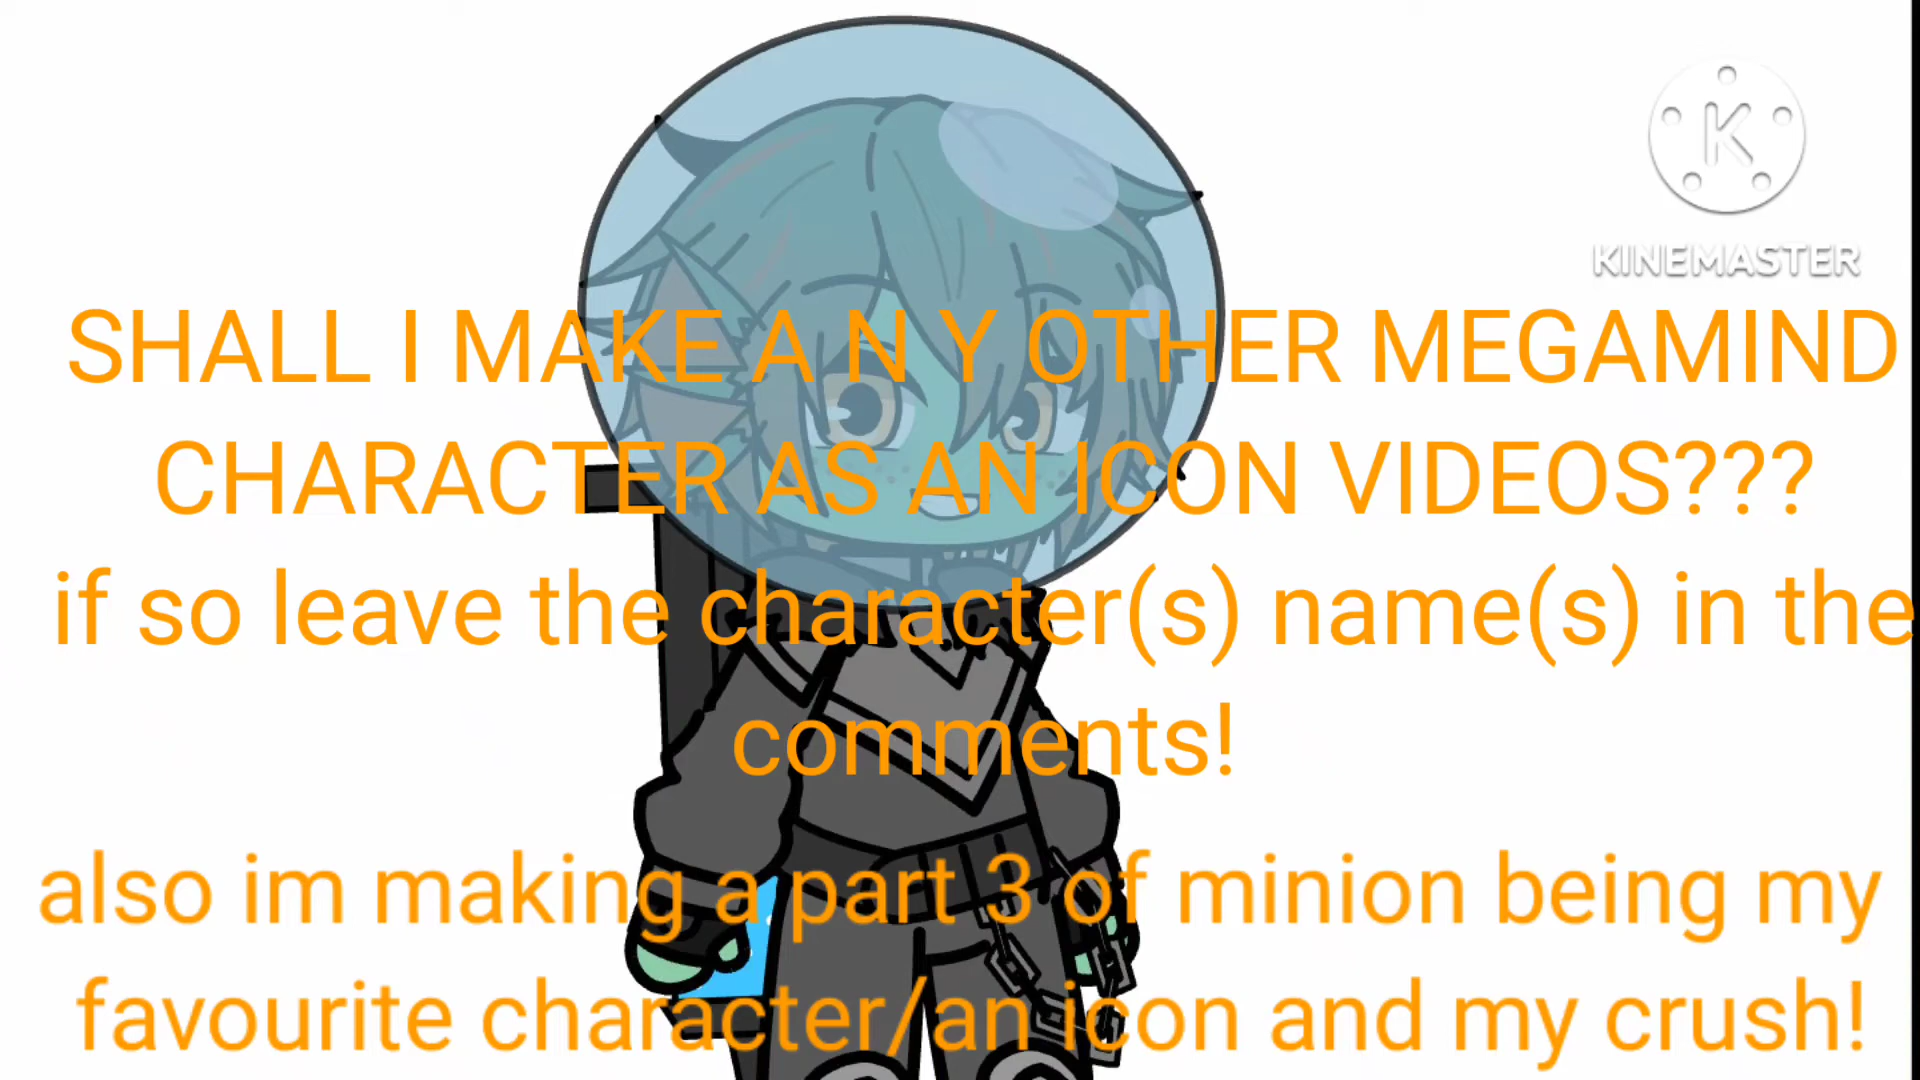 K
KINEMASTER
SHALL I MAKE A N Y OTHER MEGAMIND
CHARACTER AS AN ICON VIDEOS???
if so leave the character(s) name(s) in the
comments!
also im making a part 3 of minion being my
favourite character/an icon and my crush!